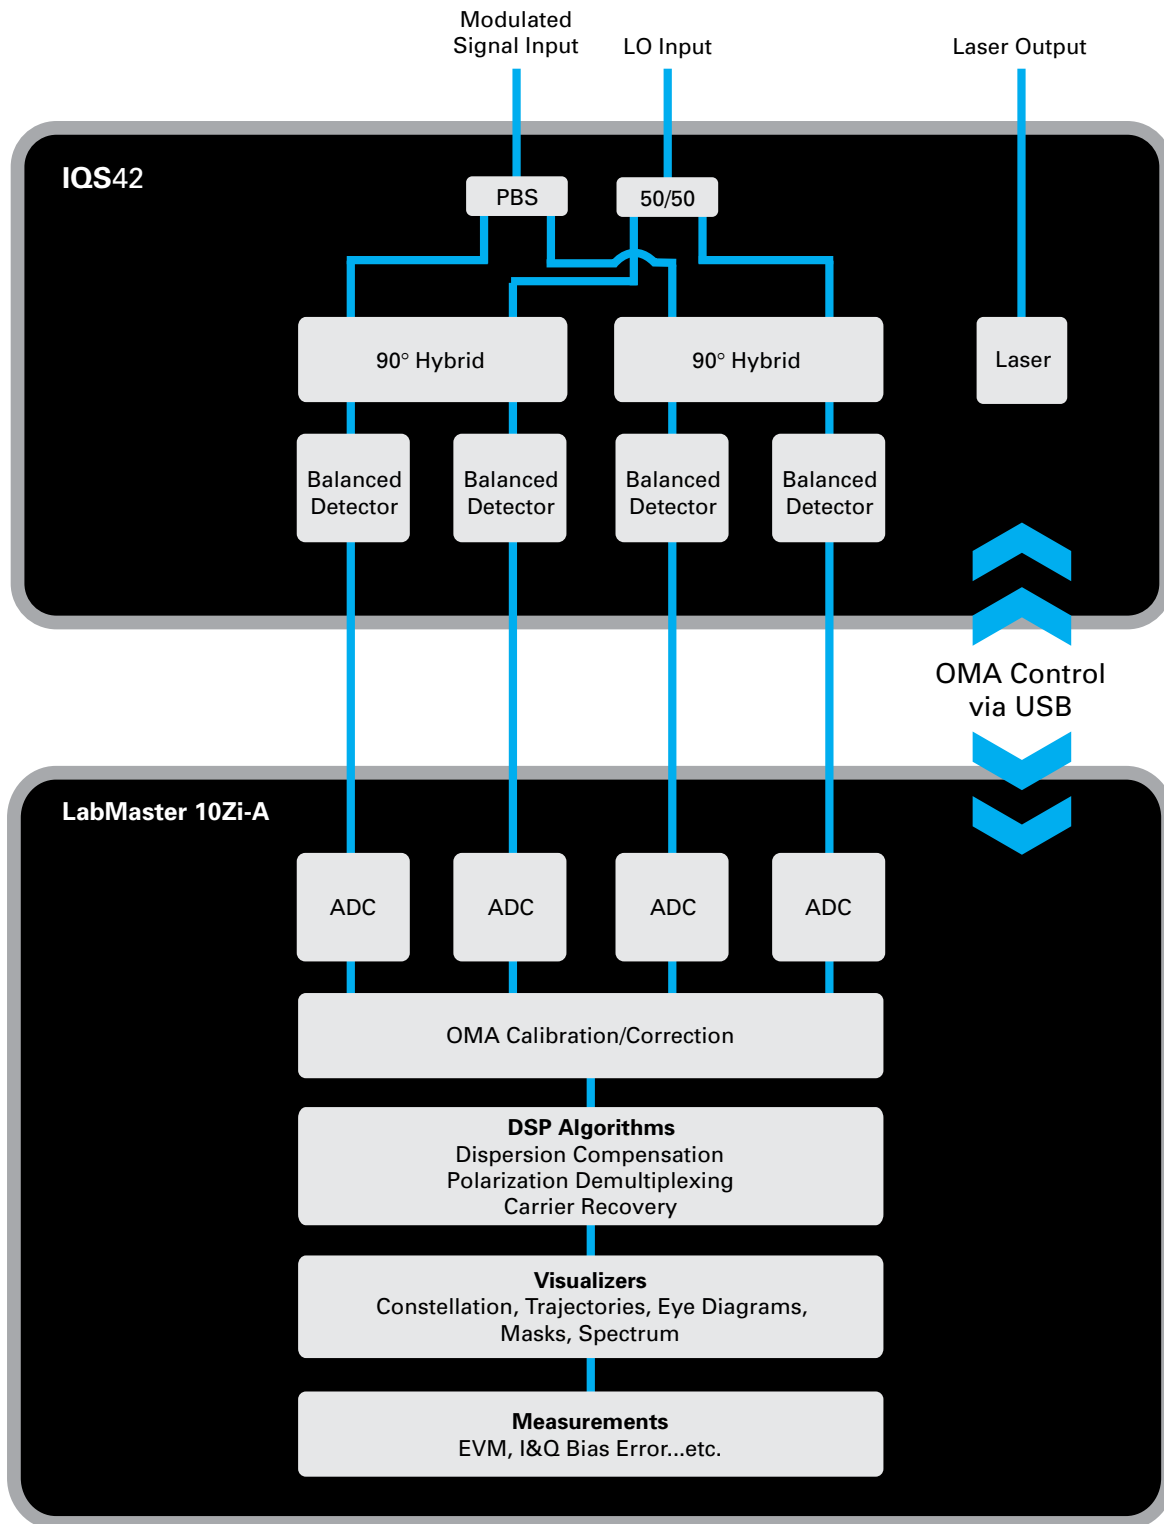 Modulated
Signal Input
LO Input
Laser Output
IQS42
PBS
50/50
90° Hybrid
90° Hybrid
Laser
Balanced
Detector
Balanced
Detector
Balanced
Detector
Balanced
Detector
OMA Control
via USB
LabMaster 10Zi-A
ADC
ADC
ADC
ADC
OMA Calibration/Correction
DSP Algorithms
Dispersion Compensation
Polarization Demultiplexing
Carrier Recovery
Visualizers
Constellation, Trajectories, Eye Diagrams,
Masks, Spectrum
Measurements
EVM, I&Q Bias Error...etc.